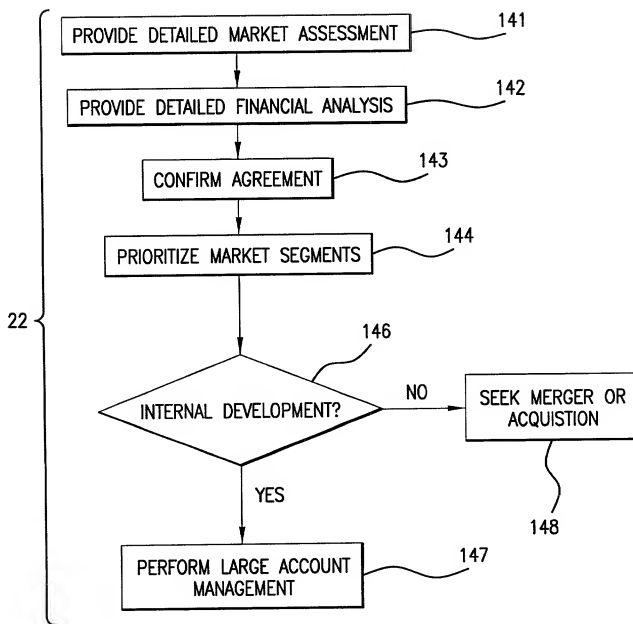 PROVIDE DETAILED MARKET ASSESSMENT
141
PROVIDE DETAILED FINANCIAL ANALYSIS
142
CONFIRM AGREEMENT
143
PRIORITIZE MARKET SEGMENTS
144
22
146
INTERNAL DEVELOPMENT?
NO
SEEK MERGER OR
ACQUISTION
148
YES
PERFORM LARGE ACCOUNT
MANAGEMENT
147